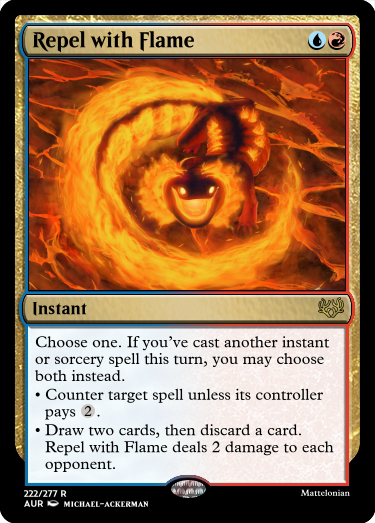 Repel with Flame
Instant
Choose one. If you've cast another instant
or sorcery spell this turn, you may choose
both instead.
• Counter target spell unless its controller
pays 2.
• Draw two cards, then discard a card.
Repel with Flame deals 2 damage to each
opponent.
222/277 R
Mattelonian
AUR MICHAEL-ACKERMAN